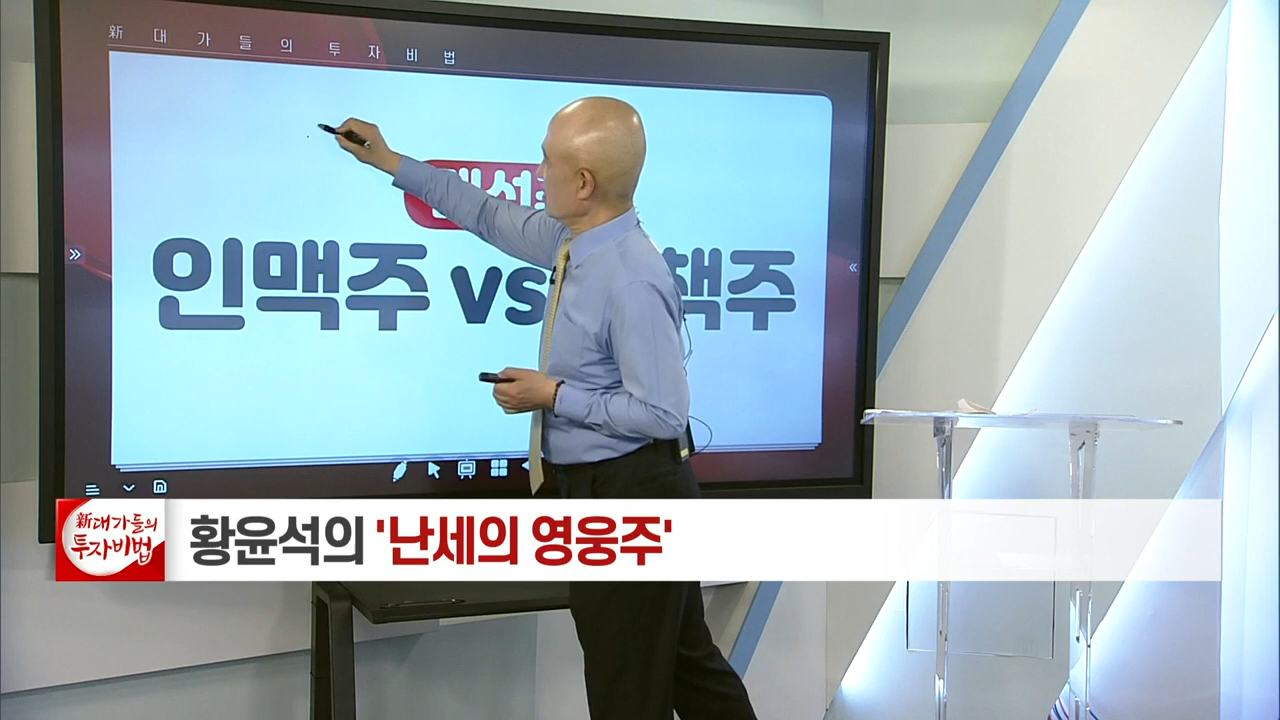 新 대가들의 투자비법
인맥주 vs 책주
新대가들의
투자비법
황윤석의 '난세의 영웅주'